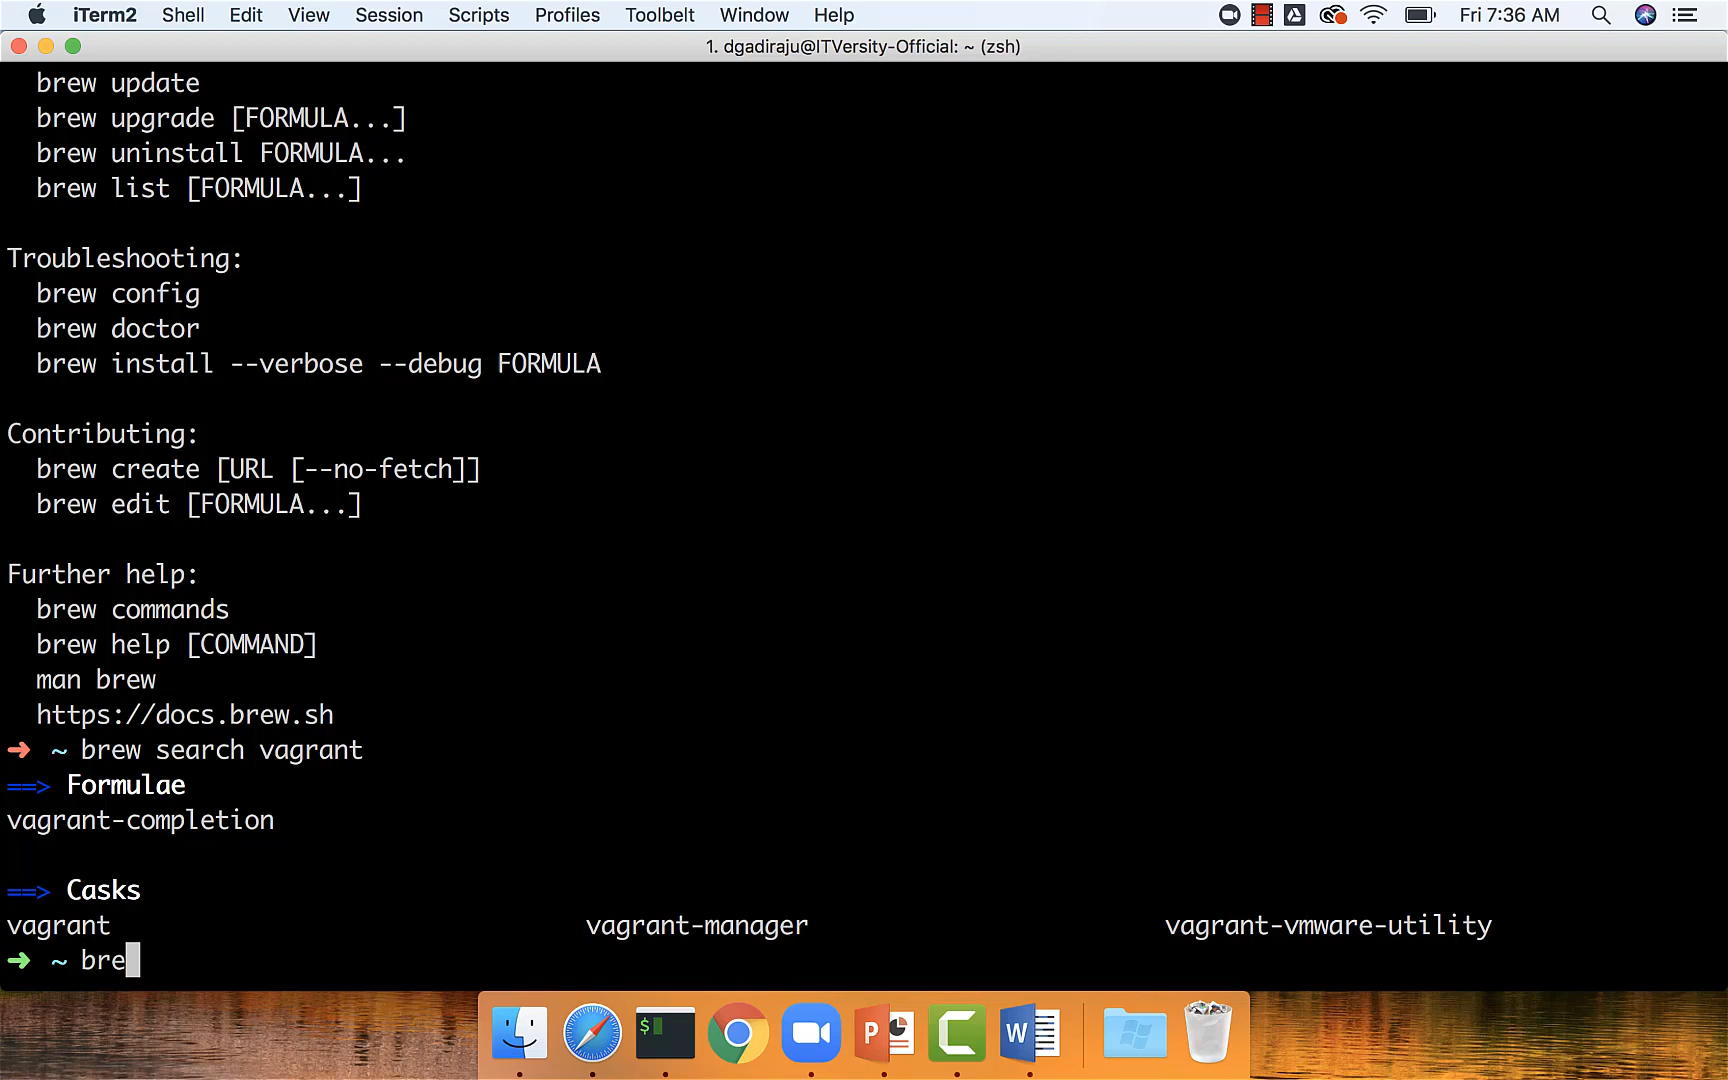 iTerm2 Shell Edit View Session Scripts Profiles Toolbelt Window Help Fri 7:36 AM
1. dgadiraju@ITVersity-Official: ~ (zsh)
brew update
brew upgrade [FORMULA...]
brew uninstall FORMULA...
brew list [FORMULA...]
Troubleshooting:
brew config
brew doctor
brew install --verbose --debug FORMULA
Contributing:
brew create [URL [--no-fetch]]
brew edit [FORMULA...]
Further help:
brew commands
brew help [COMMAND]
man brew
https://docs.brew.sh
➜ ~ brew search vagrant
==> Formulae
vagrant-completion
==> Casks
vagrant vagrant-manager vagrant-vmware-utility
➜ ~ bre
$ P C W